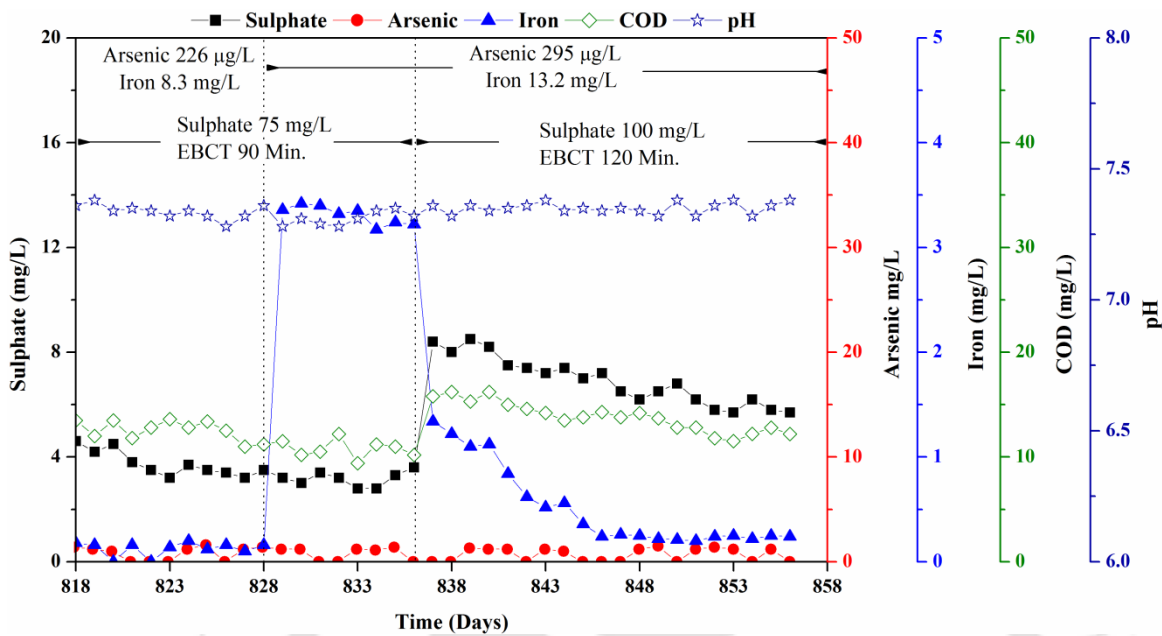 Sulphate Arsenic Iron COD pH
Arsenic 226 µg/L
Iron 8.3 mg/L
Arsenic 295 µg/L
Iron 13.2 mg/L
Sulphate 75 mg/L
EBCT 90 Min.
Sulphate 100 mg/L
EBCT 120 Min.
Sulphate (mg/L)
20
16
12
8
4
0
818 823 828 833 838 843 848 853 858
Time (Days)
50
40
30
20
10
0
Arsenic mg/L
5
4
3
2
1
0
Iron (mg/L)
50
40
30
20
10
0
COD (mg/L)
8.0
7.5
7.0
6.5
6.0
pH